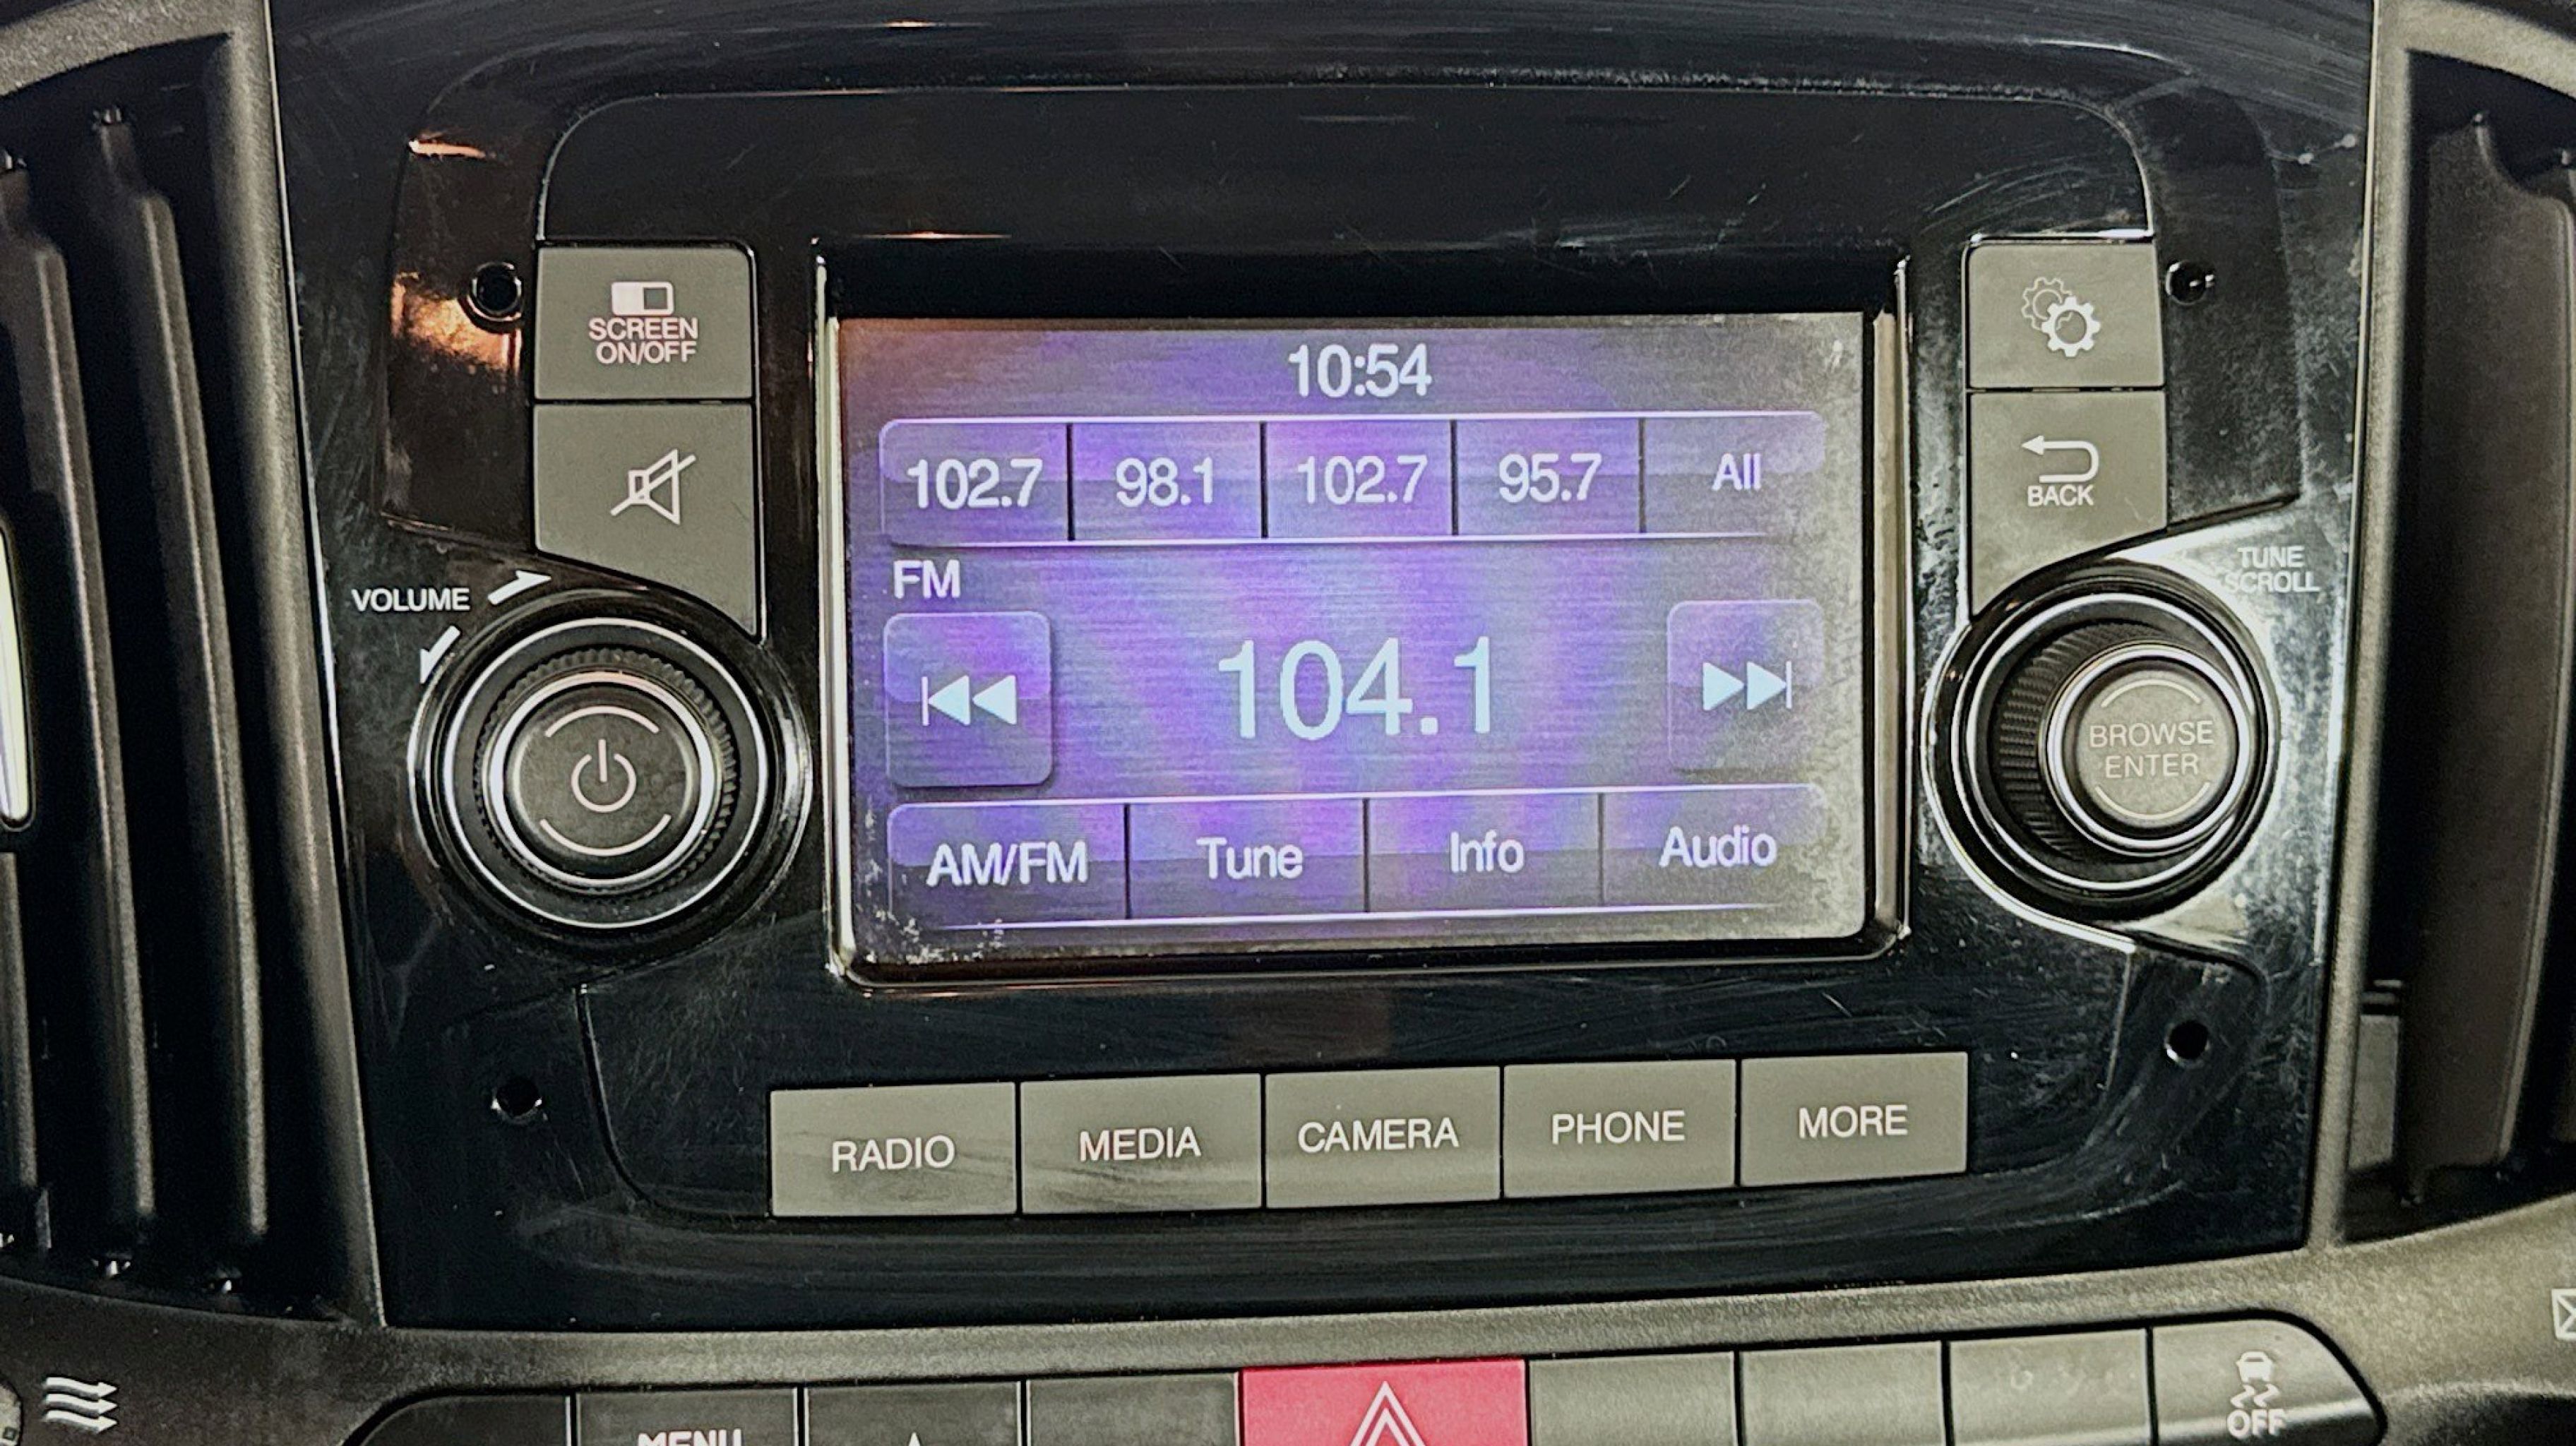 SCREEN
ON/OFF
10:54
102.7 98.1 102.7 95.7 All
BACK
VOLUME
TUNE
SCROLL
FM
104.1
BROWSE
ENTER
AM/FM Tune Info Audio
RADIO MEDIA CAMERA PHONE MORE
MENU
OFF